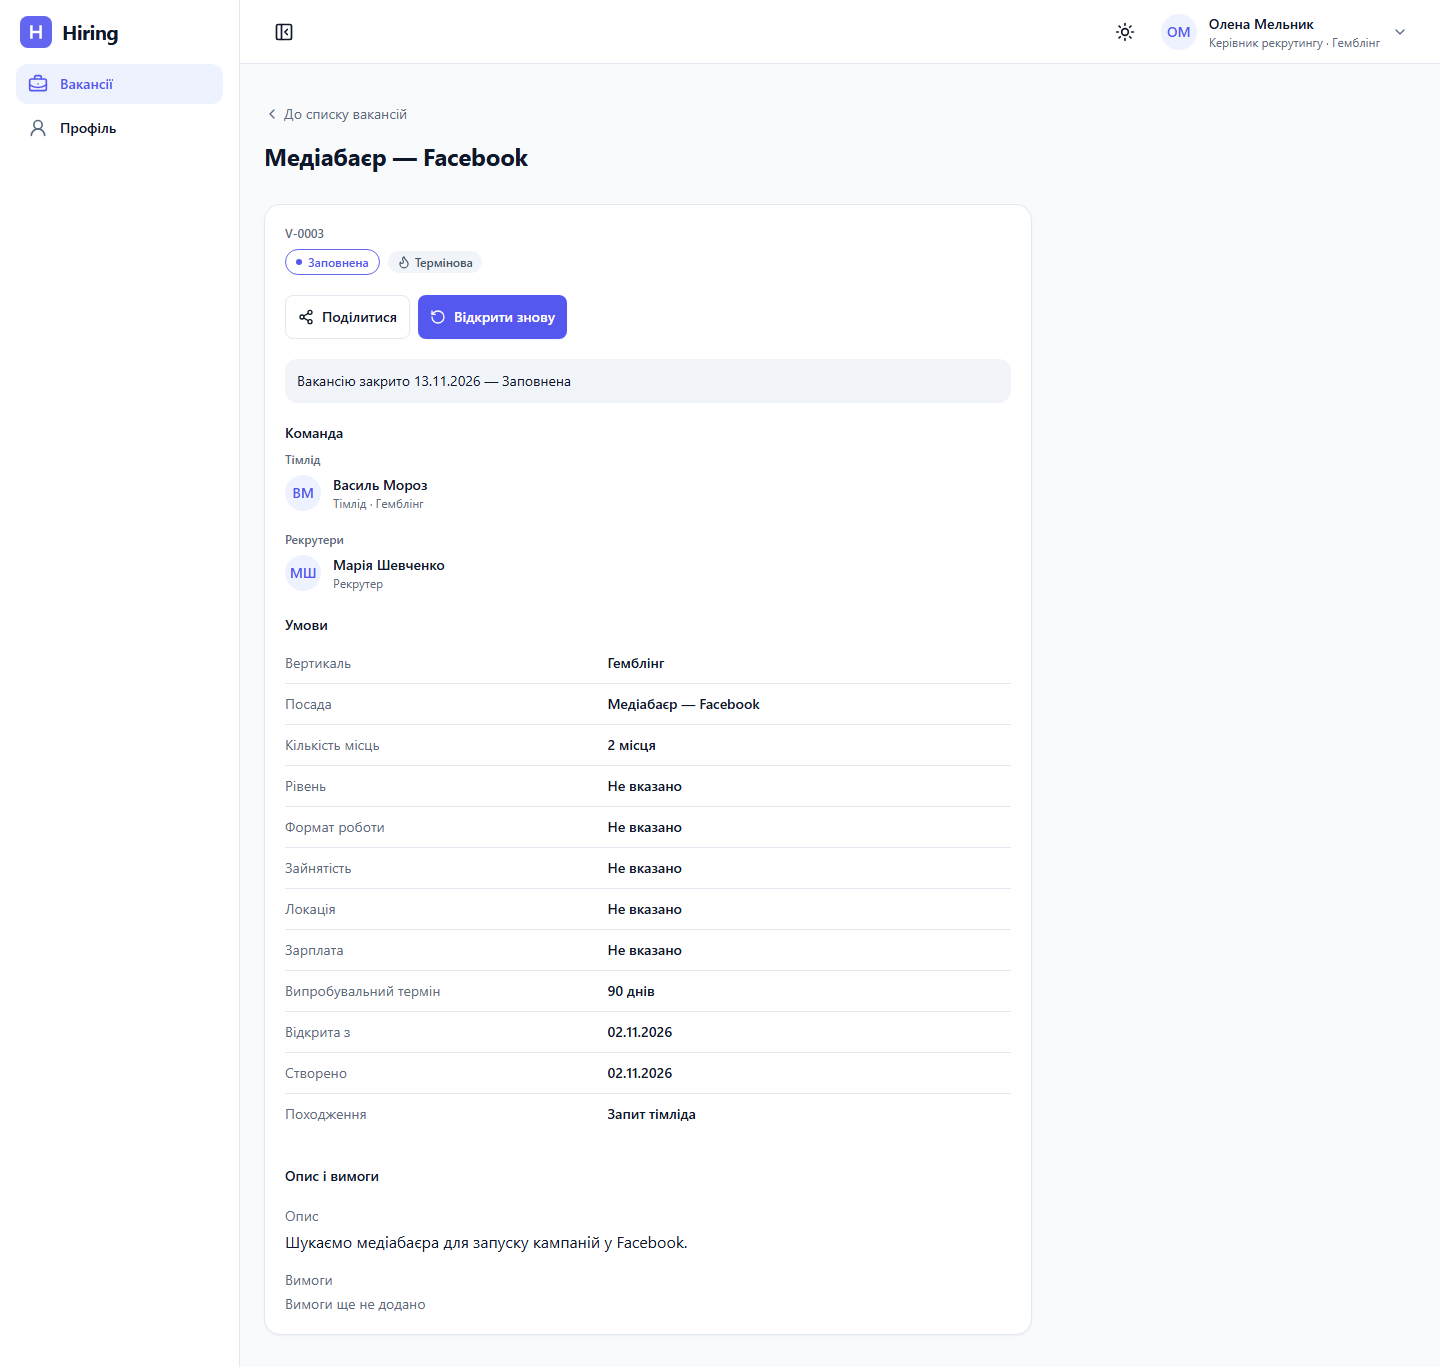 H Hiring
Вакансії
Профіль
ОМ
Олена Мельник
Керівник рекрутингу · Гемблінг
До списку вакансій
Медіабаєр — Facebook
V-0003
Заповнена
Термінова
Поділитися
Відкрити знову
Вакансію закрито 13.11.2026 — Заповнена
Команда
Тімлід
ВМ
Василь Мороз
Тімлід · Гемблінг
Рекрутери
МШ
Марія Шевченко
Рекрутер
Умови
Вертикаль Гемблінг
Посада Медіабаєр — Facebook
Кількість місць 2 місця
Рівень Не вказано
Формат роботи Не вказано
Зайнятість Не вказано
Локація Не вказано
Зарплата Не вказано
Випробувальний термін 90 днів
Відкрита з 02.11.2026
Створено 02.11.2026
Походження Запит тімліда
Опис і вимоги
Опис
Шукаємо медіабаєра для запуску кампаній у Facebook.
Вимоги
Вимоги ще не додано